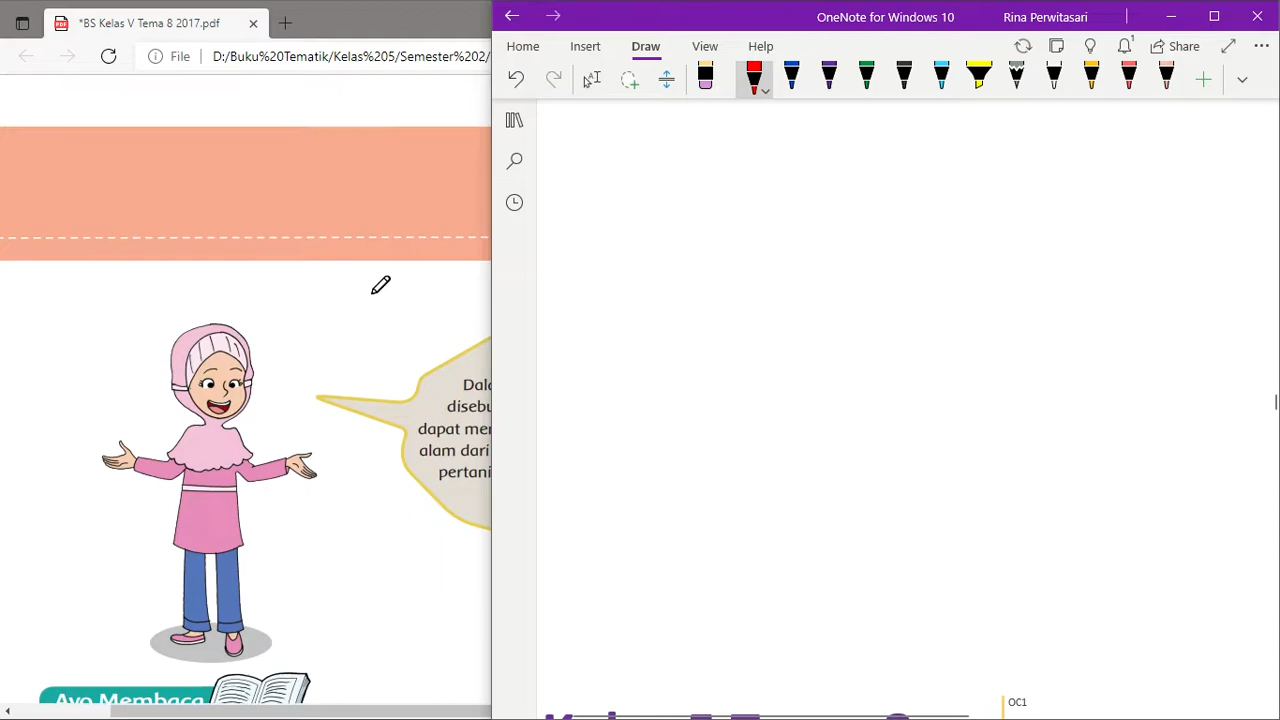 *BS Kelas V Tema 8 2017.pdf
File
D:/Buku%20Tematik/Kelas%205/Semester%202/
OneNote for Windows 10
Rina Perwitasari
Home
Insert
Draw
View
Help
1
Share
disebu
dapat mer
alam dari
pertani
Ayo Membaca
OC1